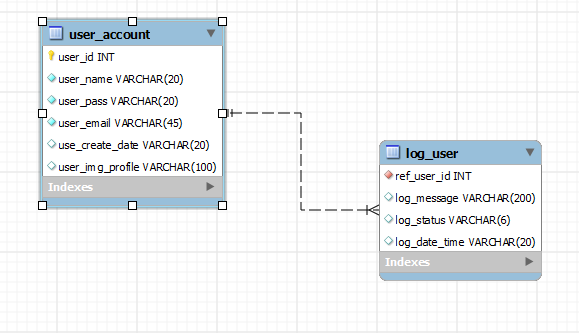 user_account
user_id INT
user_name VARCHAR(20)
user_pass VARCHAR(20)
user_email VARCHAR(45)
use_create_date VARCHAR(20)
user_img_profile VARCHAR(100)
Indexes
log_user
ref_user_id INT
log_message VARCHAR(200)
log_status VARCHAR(6)
log_date_time VARCHAR(20)
Indexes